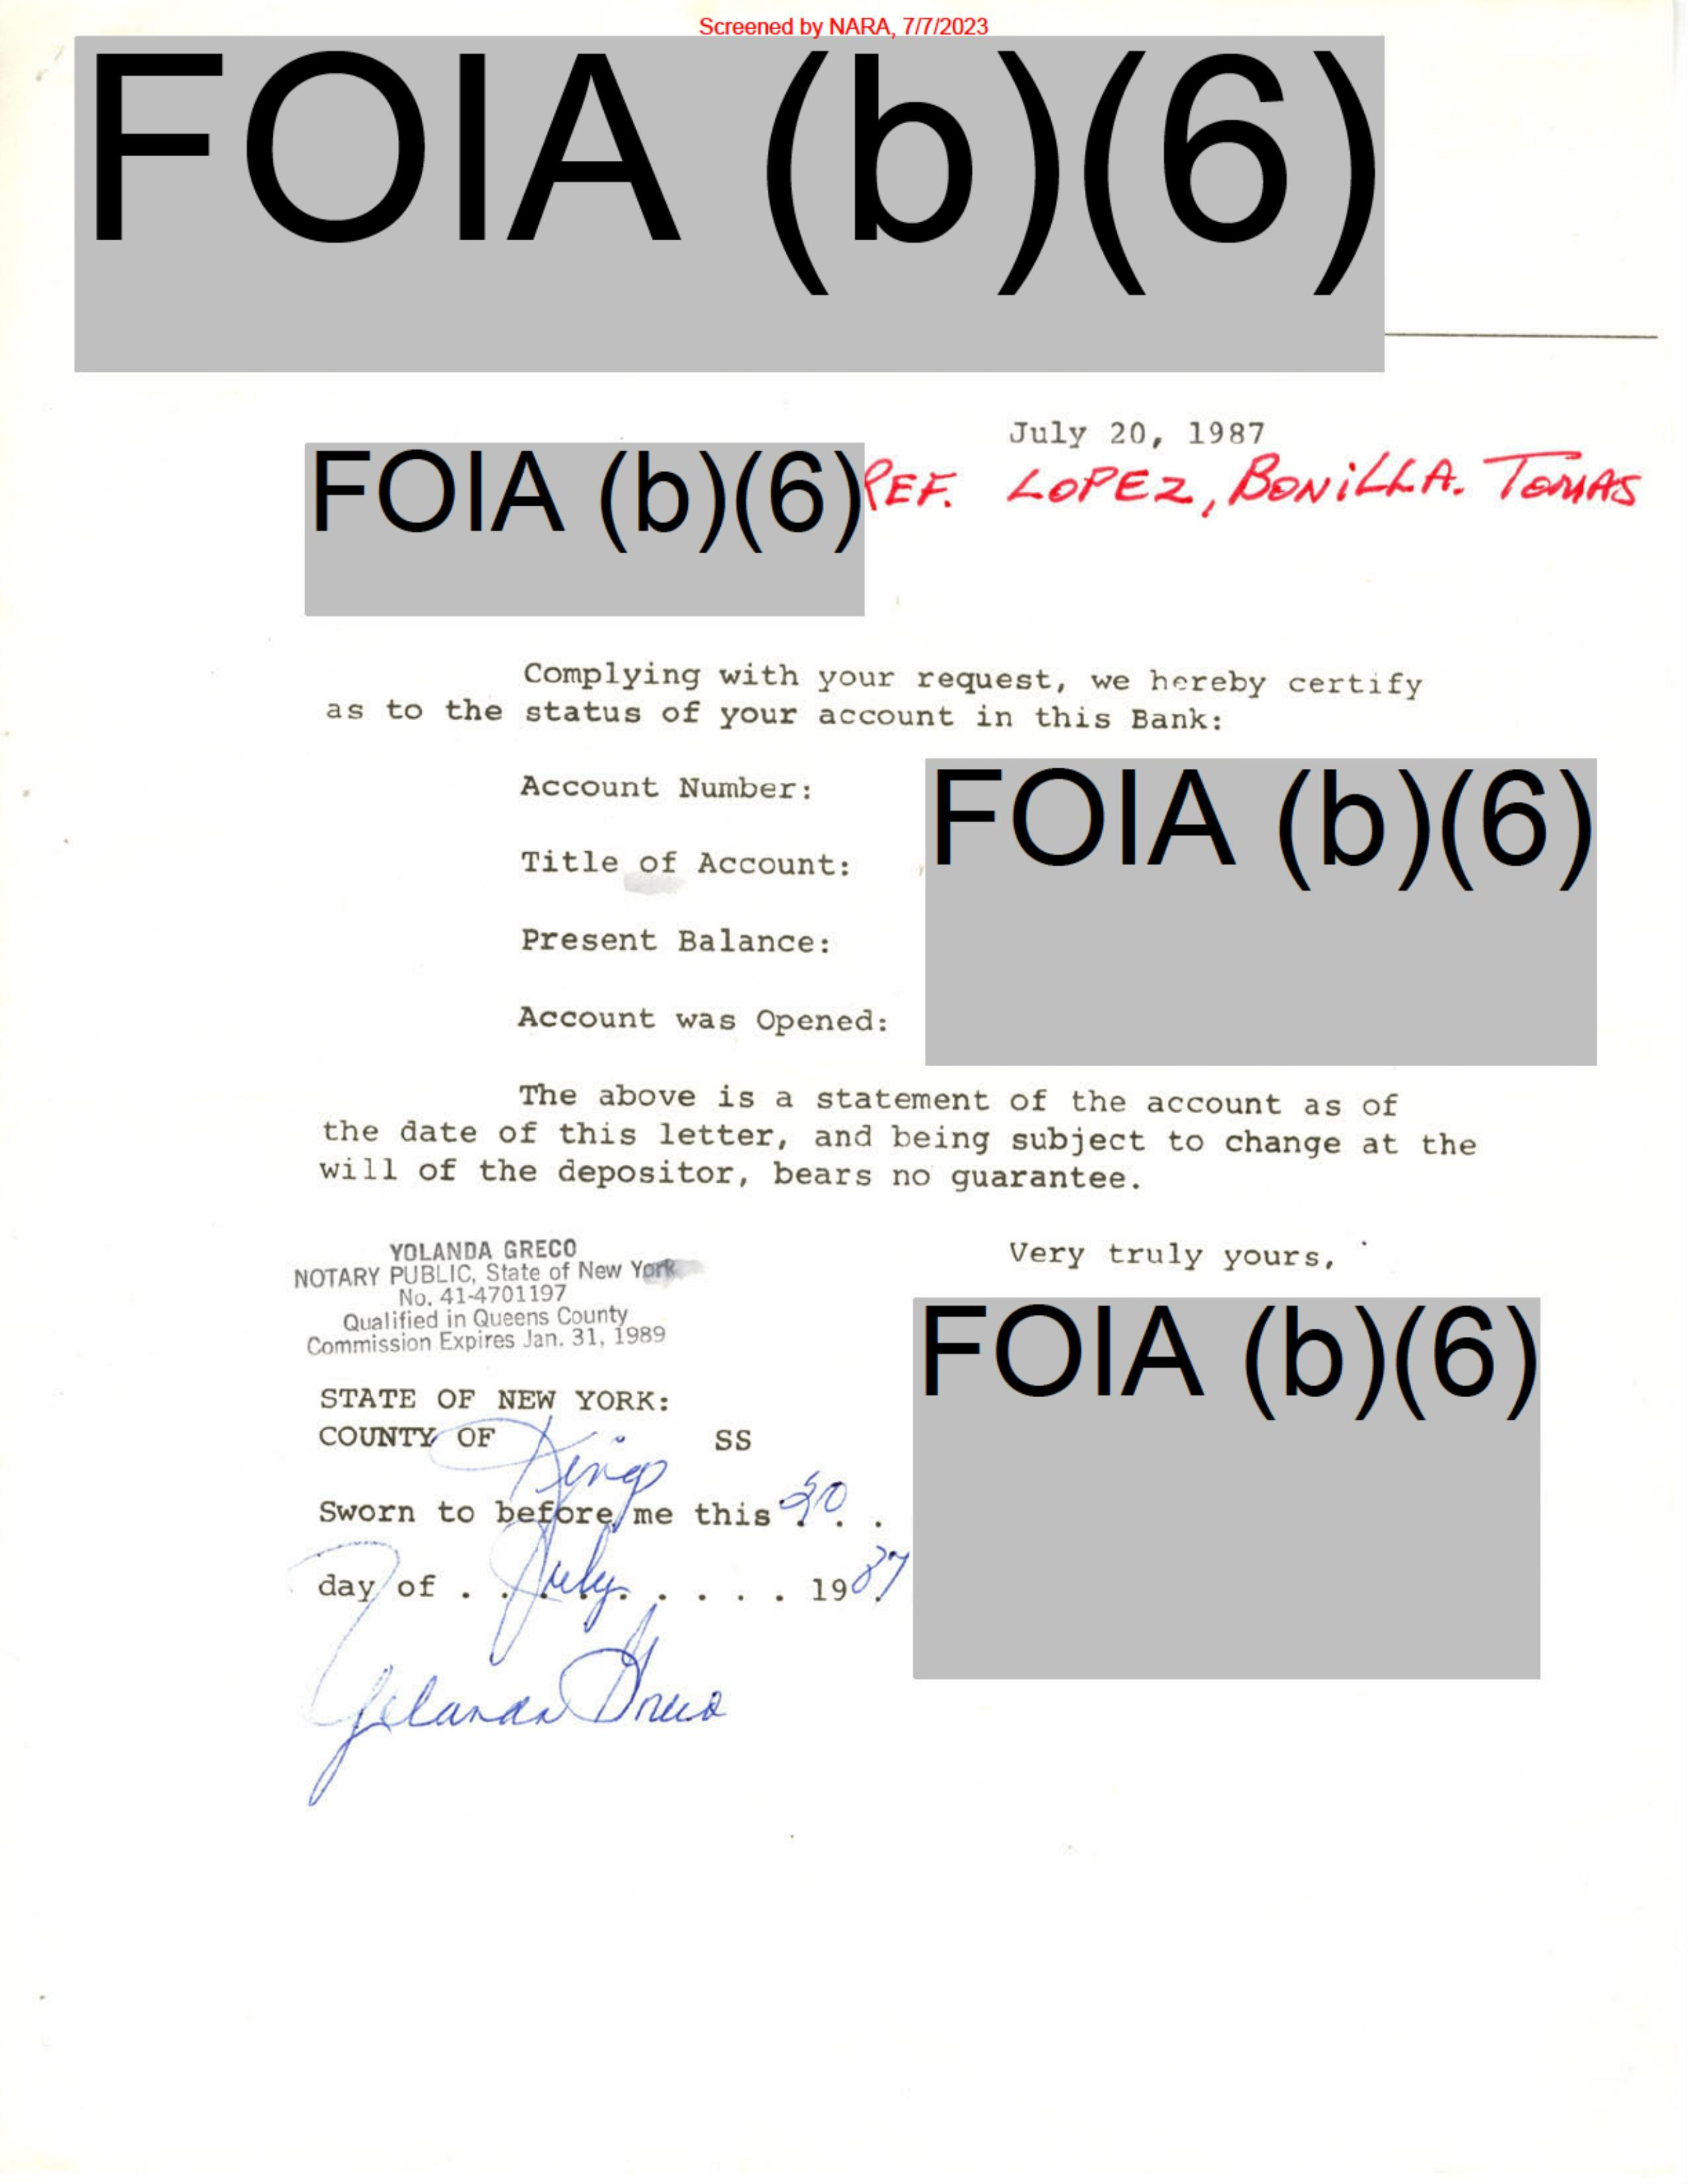 Screened by NARA, 7/7/2023
FOIA (b)(6)
July 20, 1987
FOIA (b)(6)
REF. LOPEZ, BONiLLA. TOMAS
Complying with your request, we hereby certify
as to the status of your account in this Bank:
FOIA (b)(6)
Account Number:
Title of Account:
Present Balance:
Account was Opened:
The above is a statement of the account as of
the date of this letter, and being subject to change at the
will of the depositor, bears no guarantee.
YOLANDA GRECO
NOTARY PUBLIC, State of New York
No. 41-4701197
Qualified in Queens County
Commission Expires Jan. 31, 1989
Very truly yours,
FOIA (b)(6)
STATE OF NEW YORK:
COUNTY OF Kings SS
Sworn to before me this 20 . . .
day of . . July . . . . . 1987
Yolanda Greco